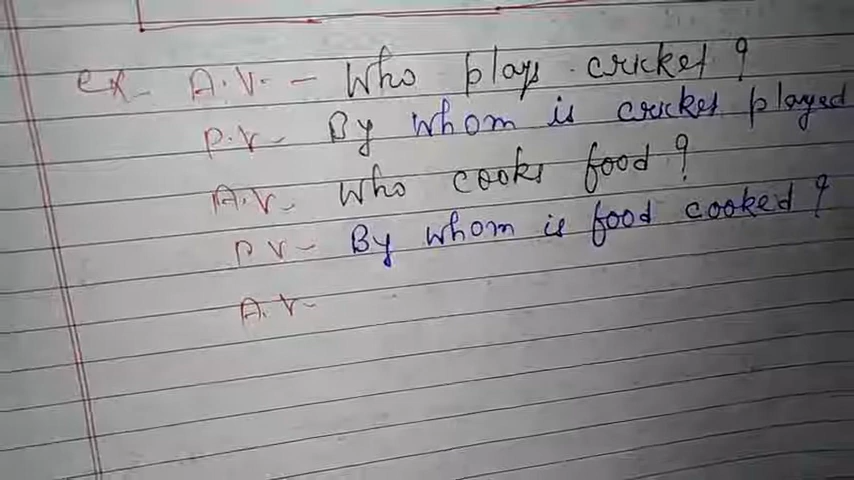 ex- A.V. - Who plays cricket ?
P.V- By whom is cricket played
A.V- Who cooks food ?
P V- By whom is food cooked ?
A.V-